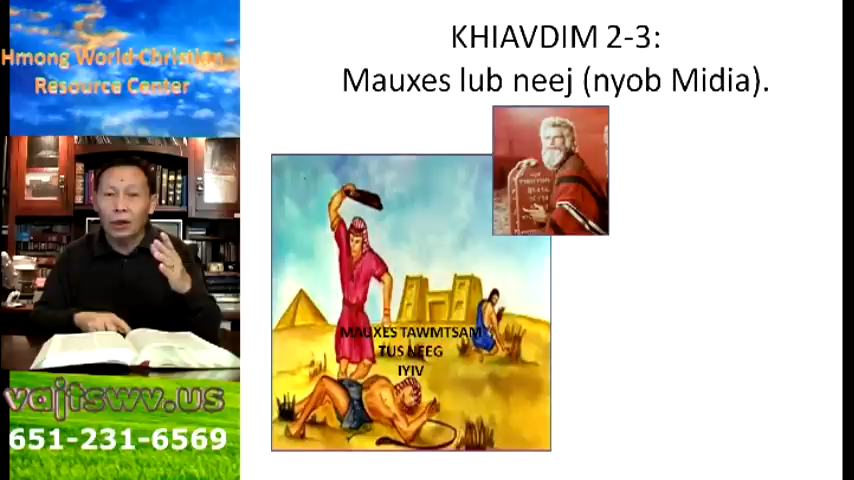 Hmong World Christian
Resource Center
vajtswv.us
651-231-6569
KHIAVDIM 2-3:
Mauxes lub neej (nyob Midia).
MAUXES TAWMTSAM
TUS NEEG
IYIV